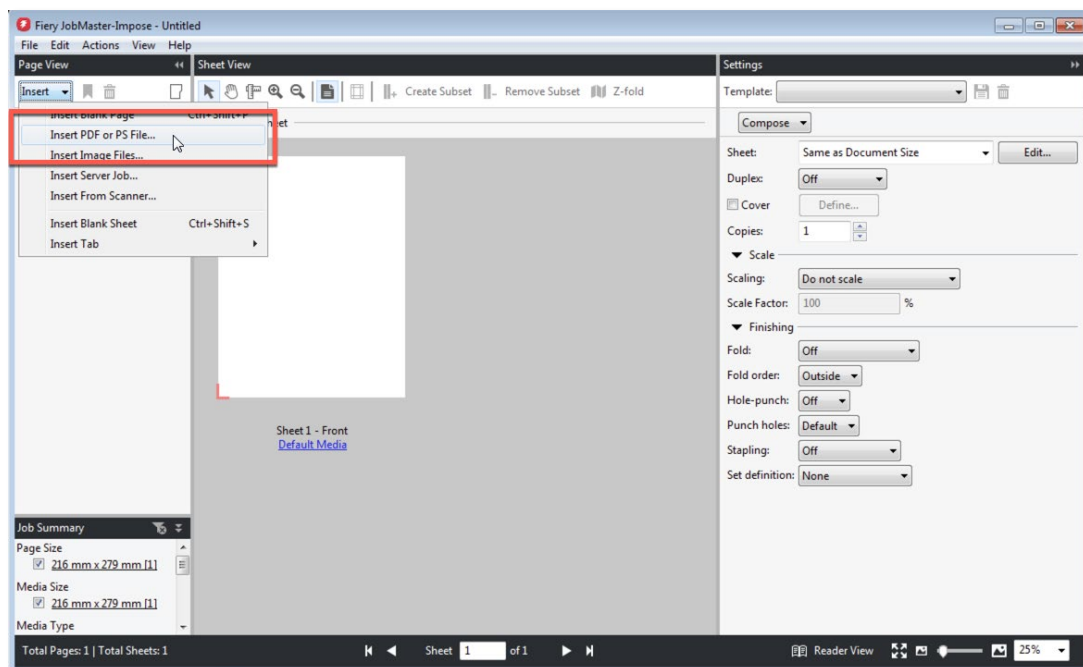 Fiery JobMaster-Impose - Untitled
File Edit Actions View Help
Page View
Sheet View
Settings
Insert
Create Subset
Remove Subset
Z-fold
Template:
Insert Blank Page Ctrl+Shift+P
Insert PDF or PS File...
Insert Image Files...
Insert Server Job...
Insert From Scanner...
Insert Blank Sheet Ctrl+Shift+S
Insert Tab
Compose
Sheet: Same as Document Size Edit...
Duplex: Off
Cover Define...
Copies: 1
Scale
Scaling: Do not scale
Scale Factor: 100 %
Finishing
Fold: Off
Fold order: Outside
Hole-punch: Off
Punch holes: Default
Stapling: Off
Set definition: None
Sheet 1 - Front
Default Media
Job Summary
Page Size
216 mm x 279 mm [1]
Media Size
216 mm x 279 mm [1]
Media Type
Total Pages: 1 | Total Sheets: 1
Sheet 1 of 1
Reader View
25%